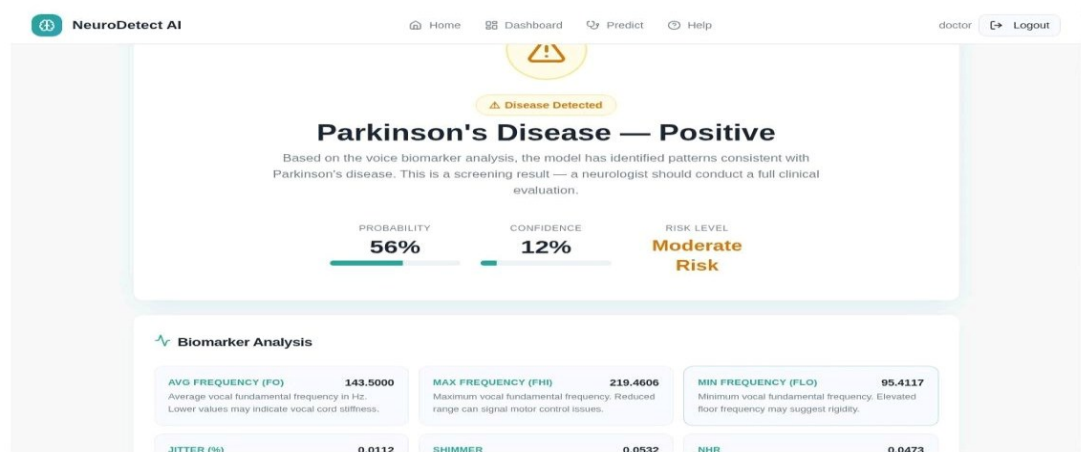 NeuroDetect AI
Home Dashboard Predict Help
doctor Logout
Disease Detected
Parkinson's Disease — Positive
Based on the voice biomarker analysis, the model has identified patterns consistent with
Parkinson's disease. This is a screening result — a neurologist should conduct a full clinical
evaluation.
PROBABILITY CONFIDENCE RISK LEVEL
56% 12% Moderate
Risk
Biomarker Analysis
AVG FREQUENCY (FO) 143.5000
Average vocal fundamental frequency in Hz.
Lower values may indicate vocal cord stiffness.
MAX FREQUENCY (FHI) 219.4606
Maximum vocal fundamental frequency. Reduced
range can signal motor control issues.
MIN FREQUENCY (FLO) 95.4117
Minimum vocal fundamental frequency. Elevated
floor frequency may suggest rigidity.
JITTER (%) 0.0112
SHIMMER 0.0532
NHR 0.0473